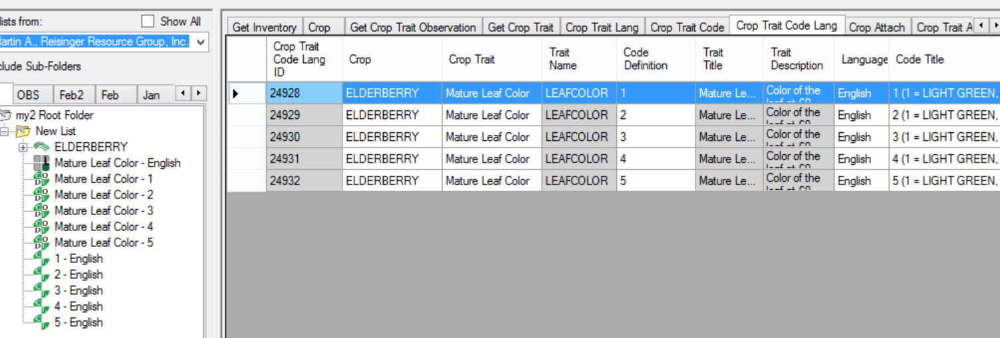 lists from:
Show All
Martin A., Reisinger Resource Group, Inc.
clude Sub-Folders
OBS Feb2 Feb Jan
my2 Root Folder
New List
ELDERBERRY
Mature Leaf Color - English
Mature Leaf Color - 1
Mature Leaf Color - 2
Mature Leaf Color - 3
Mature Leaf Color - 4
Mature Leaf Color - 5
1 - English
2 - English
3 - English
4 - English
5 - English
Get Inventory Crop Get Crop Trait Observation Get Crop Trait Crop Trait Lang Crop Trait Code Crop Trait Code Lang Crop Attach Crop Trait A
Crop Trait Code Lang ID Crop Crop Trait Trait Name Code Definition Trait Title Trait Description Language Code Title
24928 ELDERBERRY Mature Leaf Color LEAFCOLOR 1 Mature Le... Color of the English 1 (1 = LIGHT GREEN,
24929 ELDERBERRY Mature Leaf Color LEAFCOLOR 2 Mature Le... Color of the English 2 (1 = LIGHT GREEN,
24930 ELDERBERRY Mature Leaf Color LEAFCOLOR 3 Mature Le... Color of the English 3 (1 = LIGHT GREEN,
24931 ELDERBERRY Mature Leaf Color LEAFCOLOR 4 Mature Le... Color of the English 4 (1 = LIGHT GREEN,
24932 ELDERBERRY Mature Leaf Color LEAFCOLOR 5 Mature Le... Color of the English 5 (1 = LIGHT GREEN,